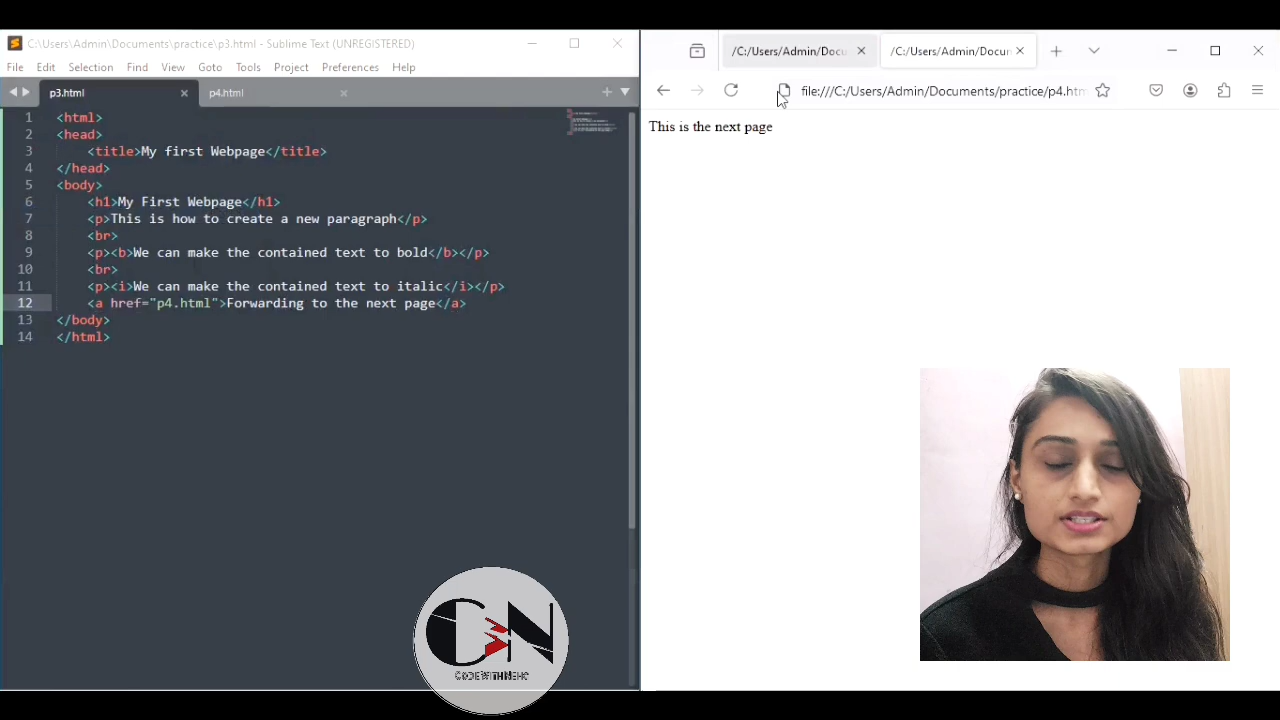 C:\Users\Admin\Documents\practice\p3.html - Sublime Text (UNREGISTERED)
File Edit Selection Find View Goto Tools Project Preferences Help
p3.html
p4.html
1 <html>
2 <head>
3 <title>My first Webpage</title>
4 </head>
5 <body>
6 <h1>My First Webpage</h1>
7 <p>This is how to create a new paragraph</p>
8 <br>
9 <p><b>We can make the contained text to bold</b></p>
10 <br>
11 <p><i>We can make the contained text to italic</i></p>
12 <a href="p4.html">Forwarding to the next page</a>
13 </body>
14 </html>
/C:/Users/Admin/Docu
/C:/Users/Admin/Docum
file:///C:/Users/Admin/Documents/practice/p4.htm
This is the next page
CN
CODEWITHNEHC